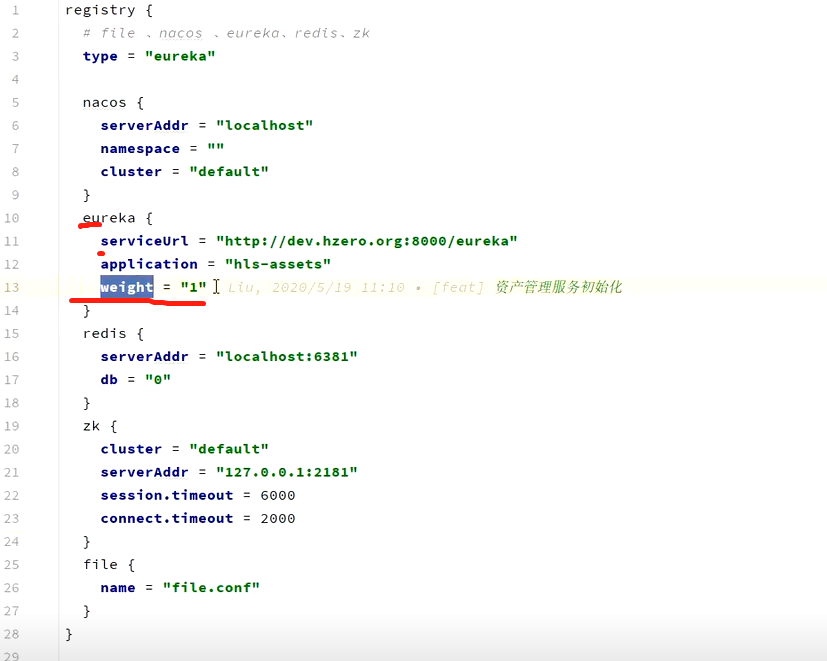 1 registry {
2 # file 、nacos 、eureka、redis、zk
3 type = "eureka"
4
5 nacos {
6 serverAddr = "localhost"
7 namespace = ""
8 cluster = "default"
9 }
10 eureka {
11 serviceUrl = "http://dev.hzero.org:8000/eureka"
12 application = "hls-assets"
13 weight = "1" Liu, 2020/5/19 11:10 • [feat] 资产管理服务初始化
14 }
15 redis {
16 serverAddr = "localhost:6381"
17 db = "0"
18 }
19 zk {
20 cluster = "default"
21 serverAddr = "127.0.0.1:2181"
22 session.timeout = 6000
23 connect.timeout = 2000
24 }
25 file {
26 name = "file.conf"
27 }
28 }
29